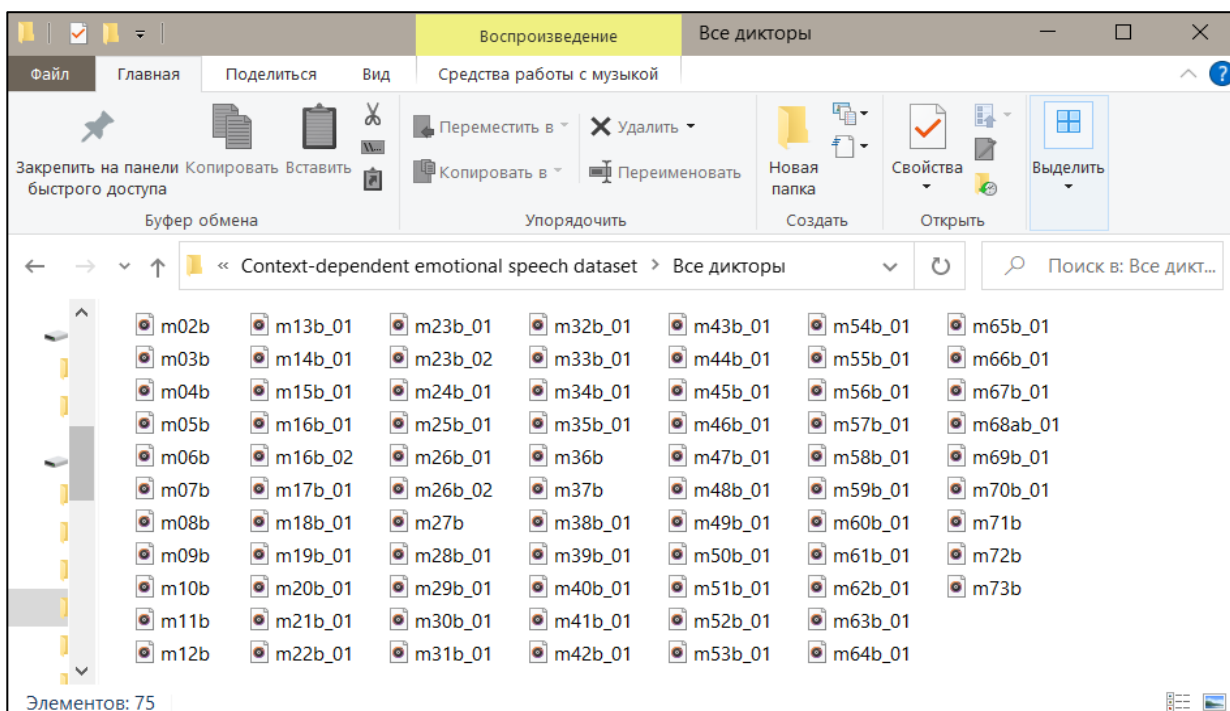 Воспроизведение Все дикторы
Файл Главная Поделиться Вид Средства работы с музыкой
Закрепить на панели быстрого доступа
Копировать
Вставить
Буфер обмена
Переместить в
Копировать в
Удалить
Переименовать
Упорядочить
Новая папка
Создать
Свойства
Открыть
Выделить
« Context-dependent emotional speech dataset > Все дикторы
Поиск в: Все дикт...
m02b m13b_01 m23b_01 m32b_01 m43b_01 m54b_01 m65b_01
m03b m14b_01 m23b_02 m33b_01 m44b_01 m55b_01 m66b_01
m04b m15b_01 m24b_01 m34b_01 m45b_01 m56b_01 m67b_01
m05b m16b_01 m25b_01 m35b_01 m46b_01 m57b_01 m68ab_01
m06b m16b_02 m26b_01 m36b m47b_01 m58b_01 m69b_01
m07b m17b_01 m26b_02 m37b m48b_01 m59b_01 m70b_01
m08b m18b_01 m27b m38b_01 m49b_01 m60b_01 m71b
m09b m19b_01 m28b_01 m39b_01 m50b_01 m61b_01 m72b
m10b m20b_01 m29b_01 m40b_01 m51b_01 m62b_01 m73b
m11b m21b_01 m30b_01 m41b_01 m52b_01 m63b_01
m12b m22b_01 m31b_01 m42b_01 m53b_01 m64b_01
Элементов: 75